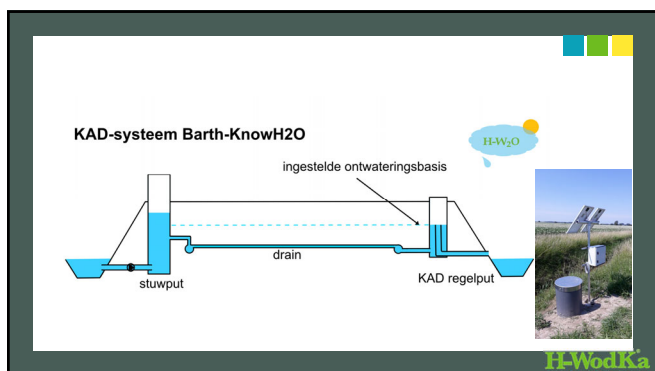 KAD-systeem Barth-KnowH2O
H-W₂O
ingestelde ontwateringsbasis
drain
stuwput
KAD regelput
H-WodKa